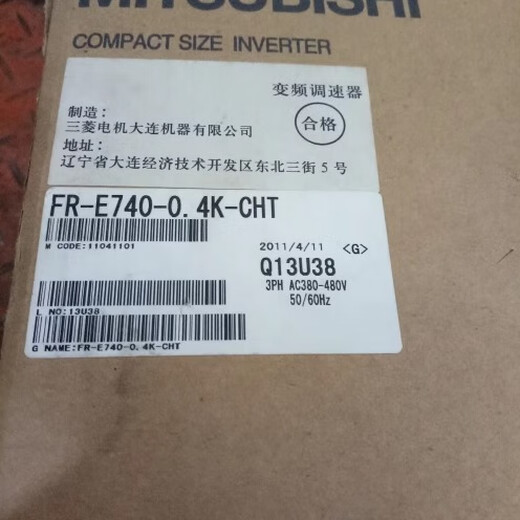 MITSUBISHI
COMPACT SIZE INVERTER
变频调速器
制造：
三菱电机大连机器有限公司
合格
地址：
辽宁省大连经济技术开发区东北三街5号
FR-E740-0.4K-CHT
M CODE:11041101
2011/4/11 <G>
Q13U38
3PH AC380-480V
50/60Hz
L NO:13U38
G NAME:FR-E740-0.4K-CHT